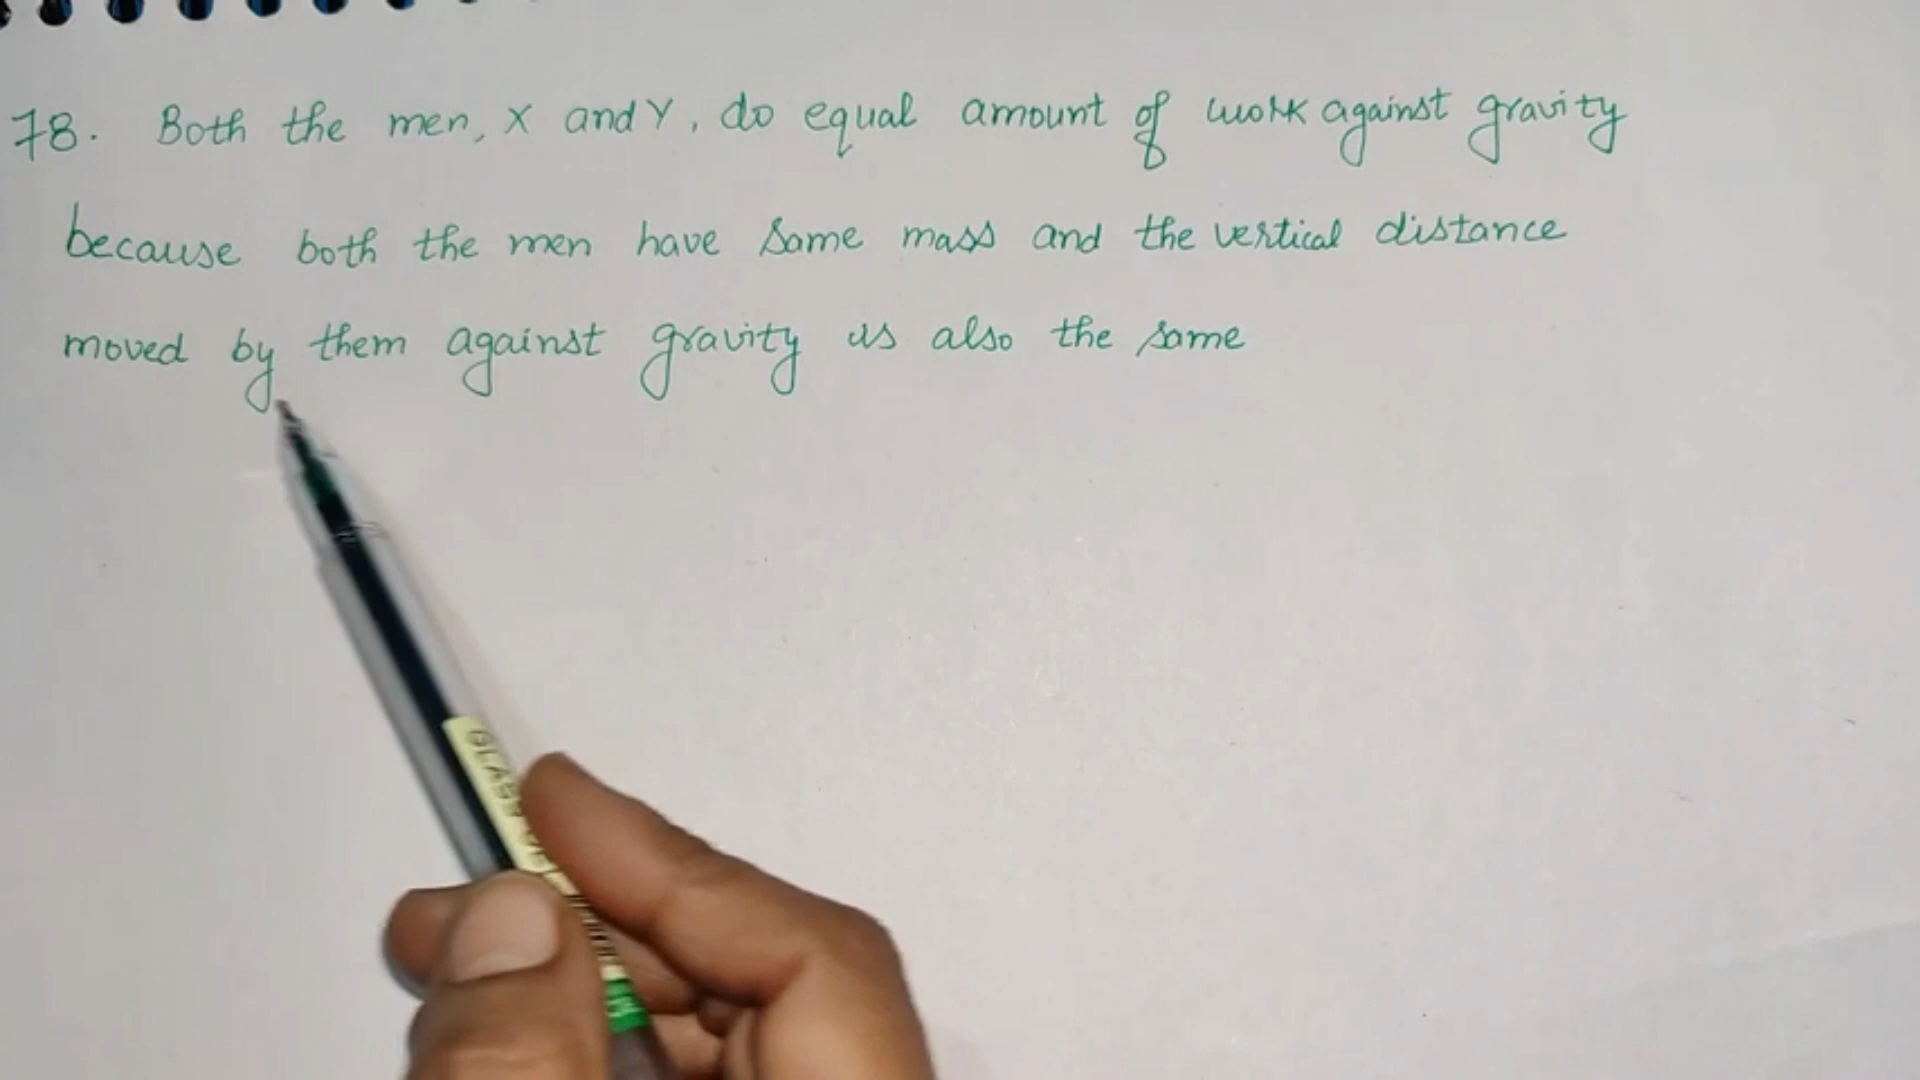 78. Both the men, X and Y, do equal amount of work against gravity
because both the men have same mass and the vertical distance
moved by them against gravity is also the same
GLASS